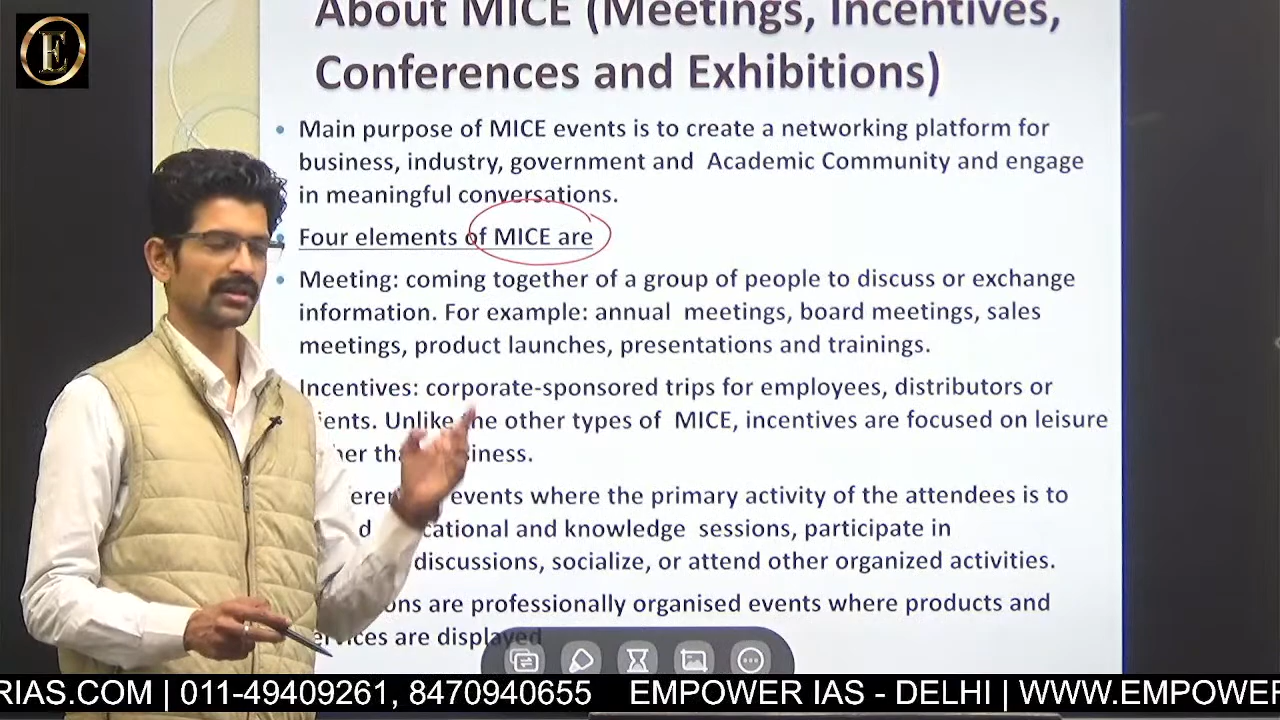 E
About MICE (Meetings, Incentives,
Conferences and Exhibitions)
Main purpose of MICE events is to create a networking platform for
business, industry, government and Academic Community and engage
in meaningful conversations.
Four elements of MICE are
Meeting: coming together of a group of people to discuss or exchange
information. For example: annual meetings, board meetings, sales
meetings, product launches, presentations and trainings.
Incentives: corporate-sponsored trips for employees, distributors or
Unlike the other types of MICE, incentives are focused on leisure
events where the primary activity of the attendees is to
and knowledge sessions, participate in
discussions, socialize, or attend other organized activities.
are professionally organised events where products and
are displayed
RIAS.COM | 011-49409261, 8470940655 EMPOWER IAS - DELHI | WWW.EMPOWER